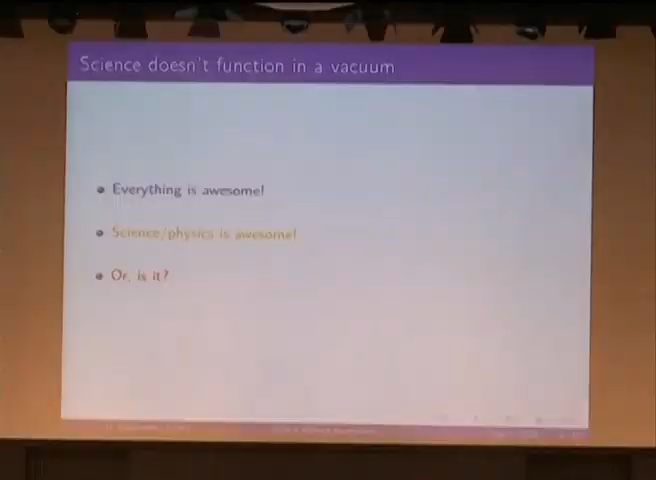 Science doesn't function in a vacuum
Everything is awesome!
Science/physics is awesome!
Or, is it?